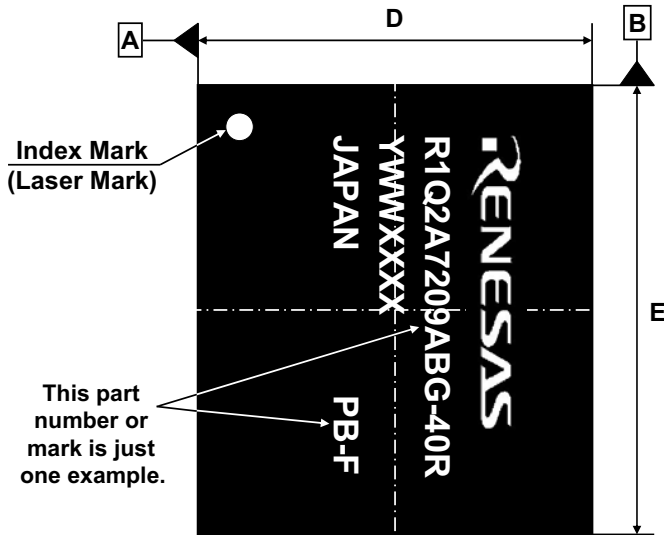 A
D
B
Index Mark
(Laser Mark)
RENESAS
R1Q2A7209ABG-40R
YWWXXXX
JAPAN
PB-F
E
This part
number or
mark is just
one example.